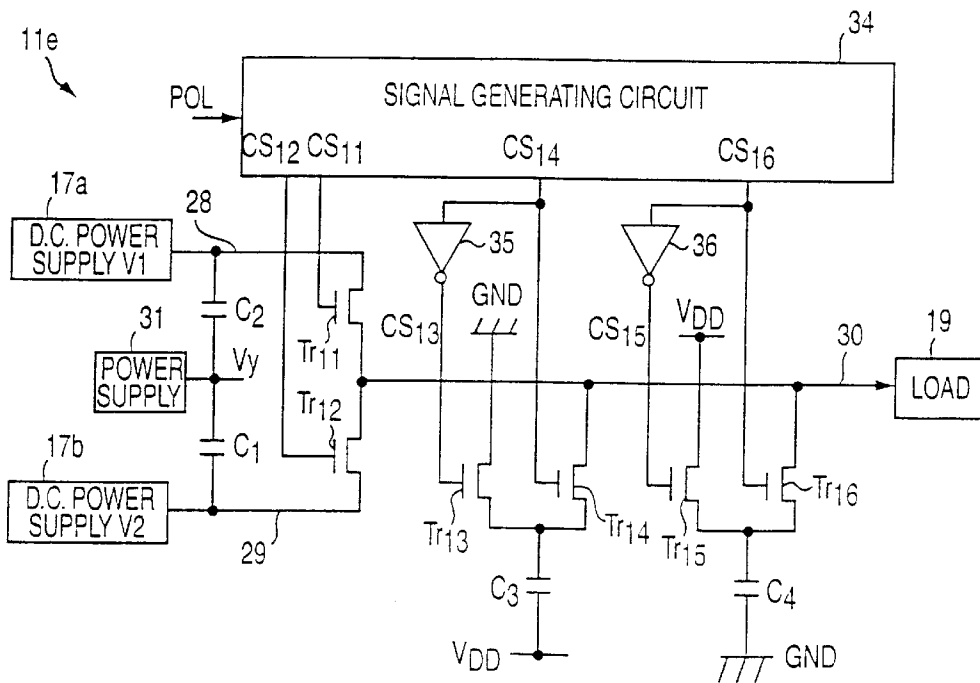 11e
34
SIGNAL GENERATING CIRCUIT
POL
CS12 CS11 CS14 CS16
17a
D.C. POWER
SUPPLY V1
28
35
36
C2
GND
VDD
CS13
CS15
Tr11
31
POWER
SUPPLY
Vy
30
19
LOAD
Tr12
C1
17b
D.C. POWER
SUPPLY V2
29
Tr13
Tr14
Tr15
Tr16
C3
C4
VDD
GND